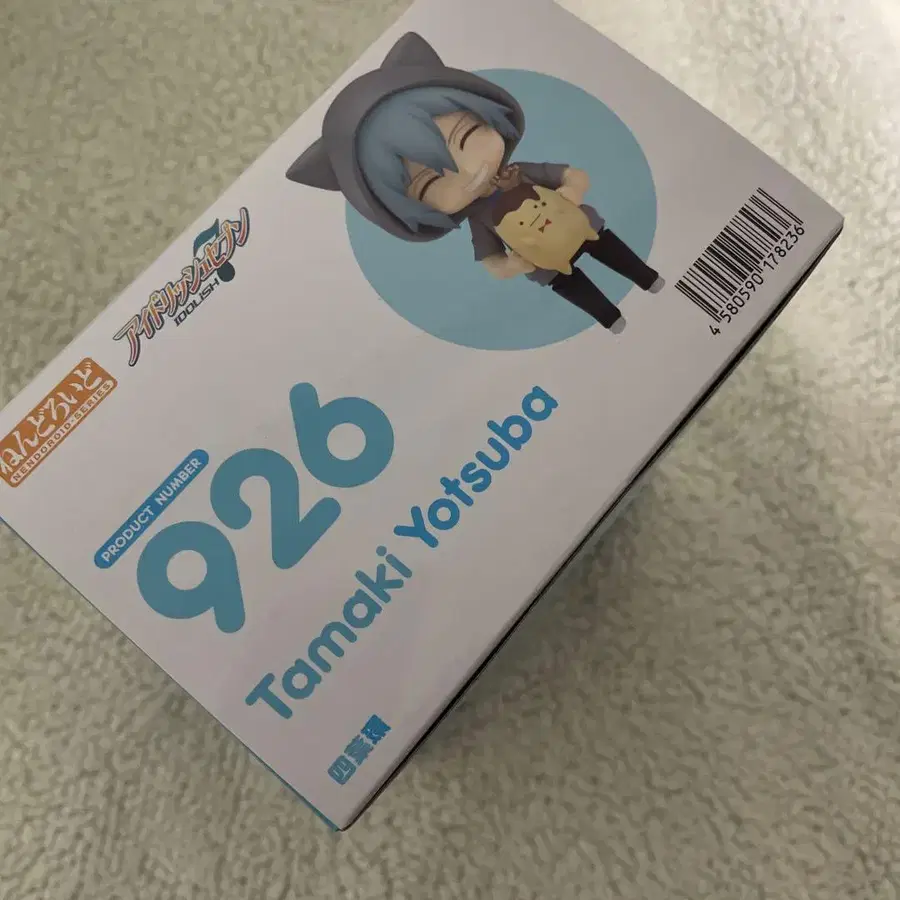 ねんどろいど
NENDOROID·SERIES
アイドリッシュセブン
IDOLISH
PRODUCT NUMBER
926
Tamaki Yotsuba
四葉環
4 580590 178236